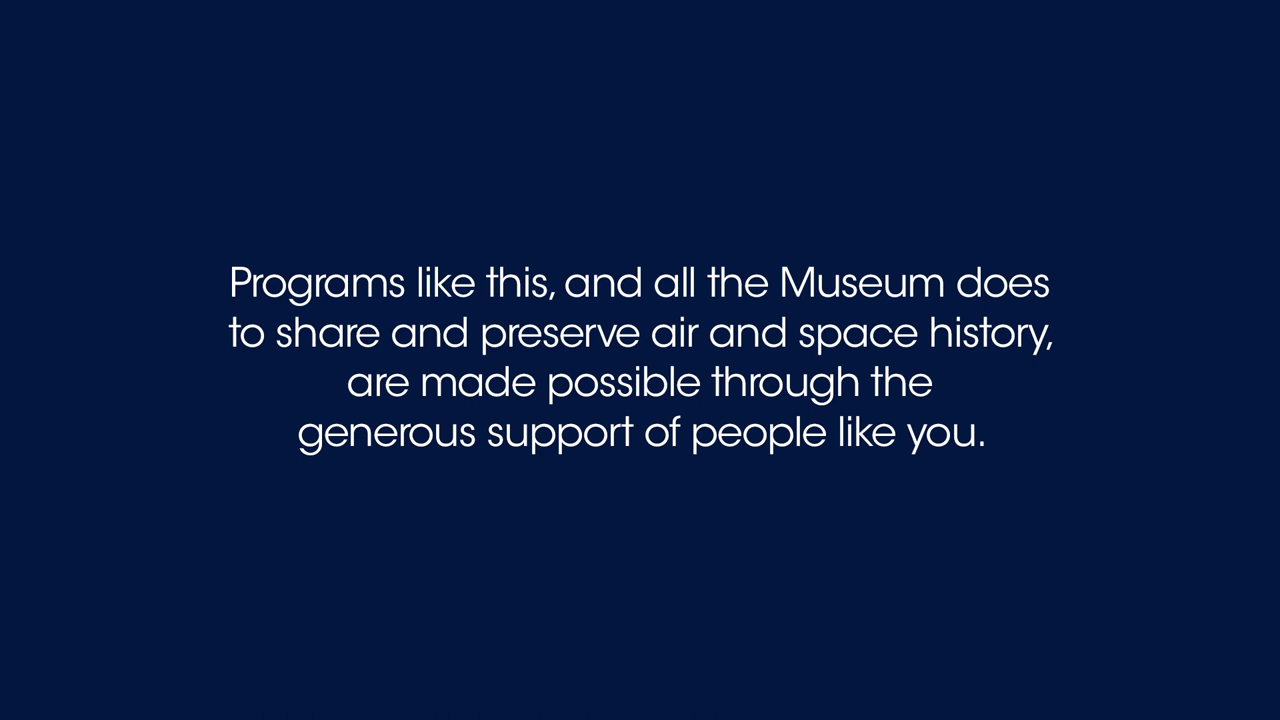 Programs like this, and all the Museum does
to share and preserve air and space history,
are made possible through the
generous support of people like you.